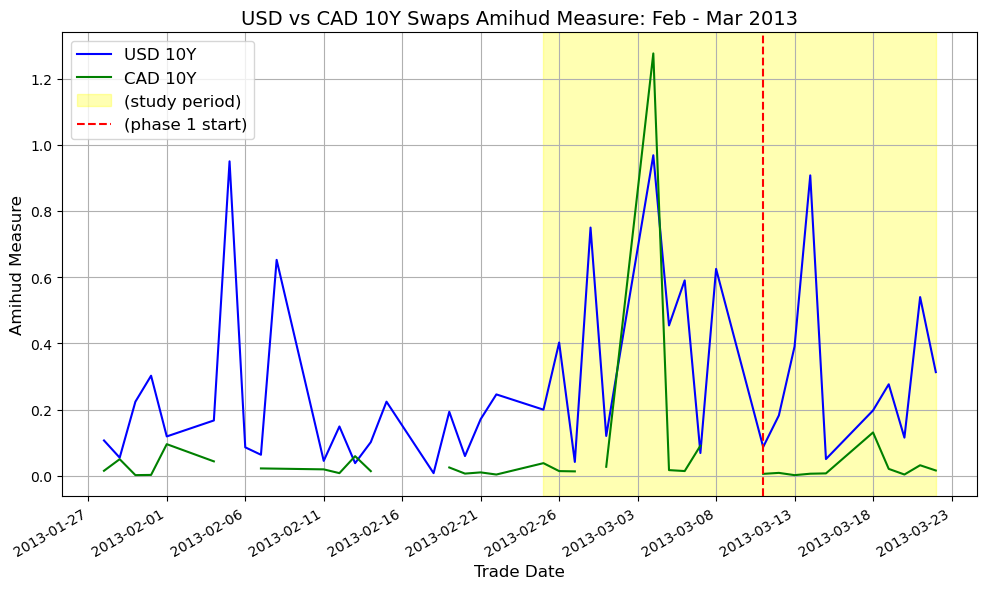 USD vs CAD 10Y Swaps Amihud Measure: Feb - Mar 2013
USD 10Y
CAD 10Y
(study period)
(phase 1 start)
Amihud Measure
1.2
1.0
0.8
0.6
0.4
0.2
0.0
2013-01-27
2013-02-01
2013-02-06
2013-02-11
2013-02-16
2013-02-21
2013-02-26
2013-03-03
2013-03-08
2013-03-13
2013-03-18
2013-03-23
Trade Date